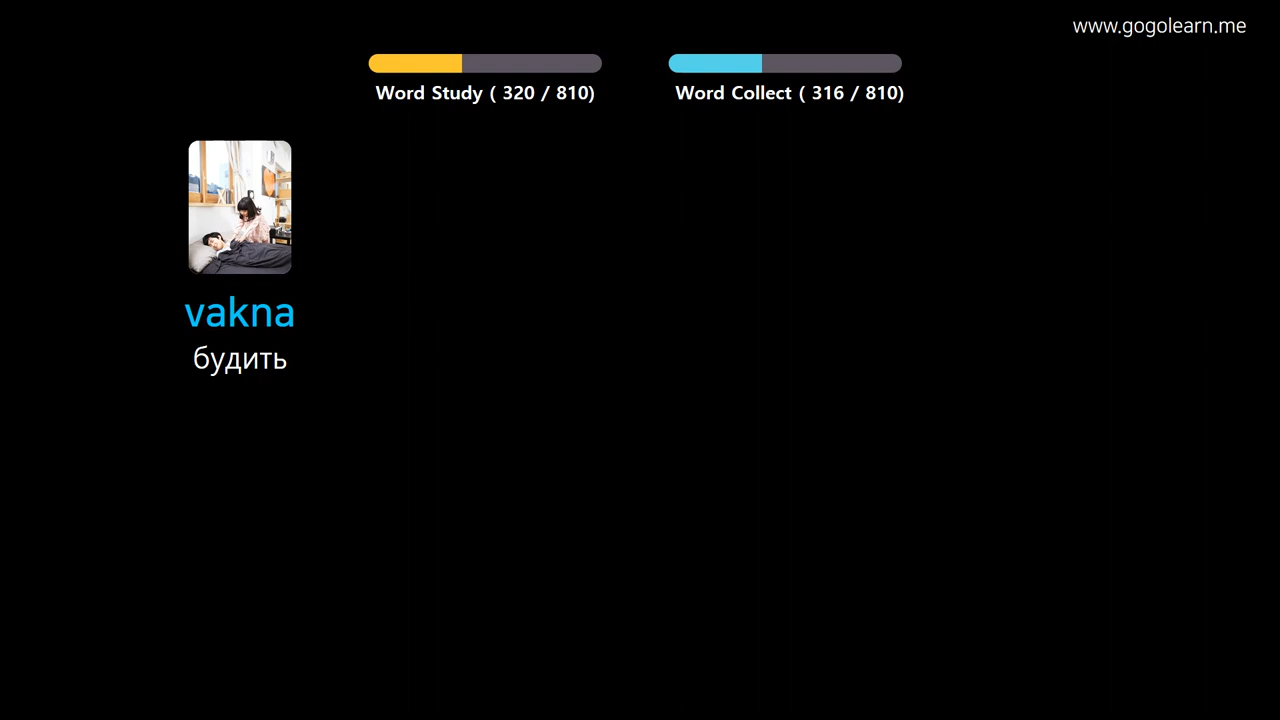 www.gogolearn.me
Word Study ( 320 / 810)
Word Collect ( 316 / 810)
vakna
будить